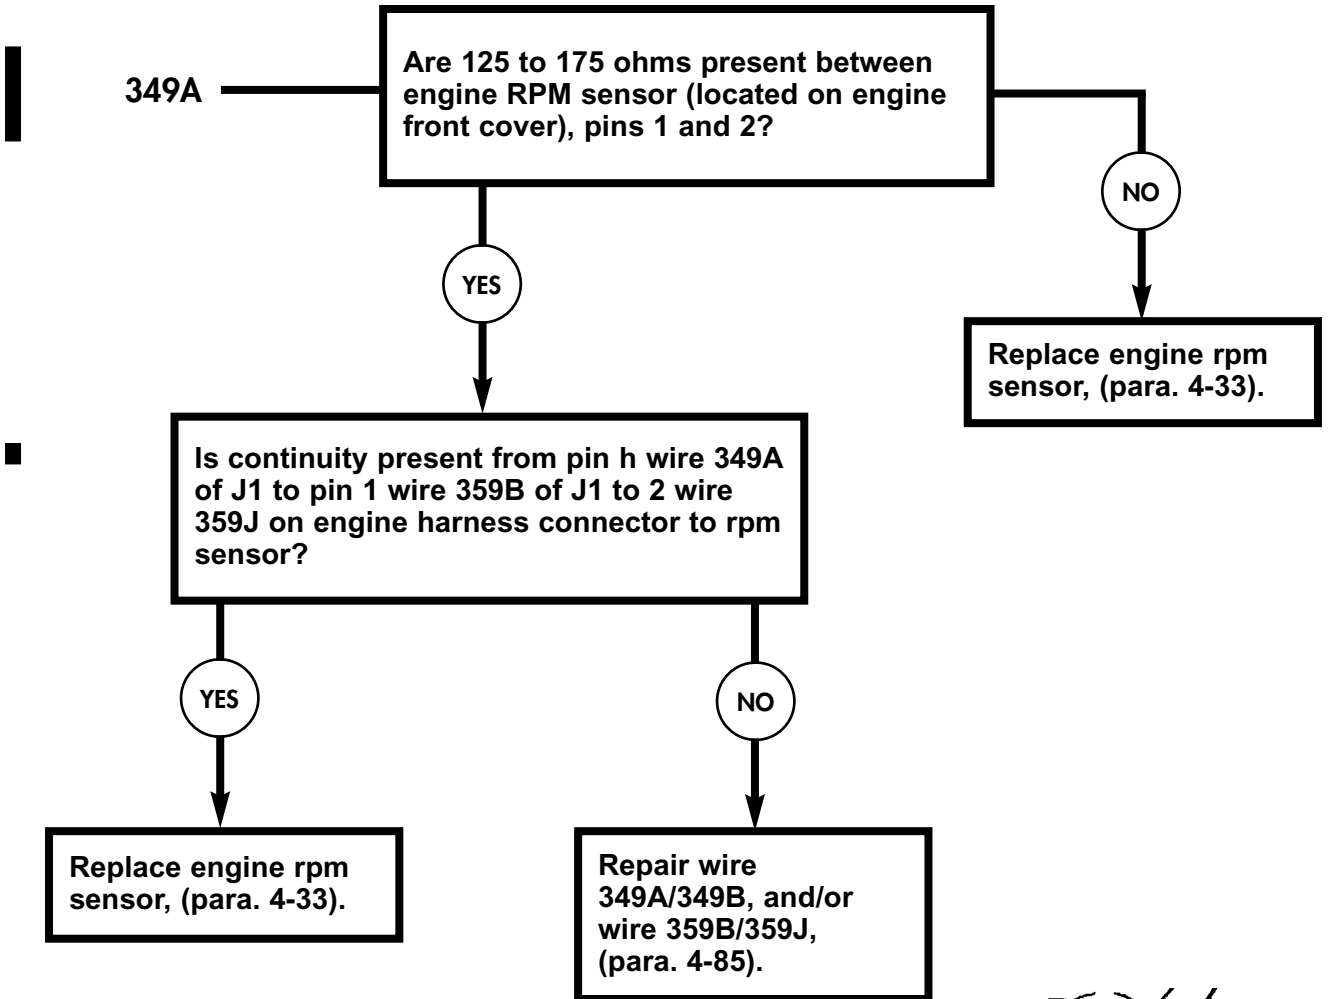 349A
Are 125 to 175 ohms present between
engine RPM sensor (located on engine
front cover), pins 1 and 2?
NO
YES
Replace engine rpm
sensor, (para. 4-33).
Is continuity present from pin h wire 349A
of J1 to pin 1 wire 359B of J1 to 2 wire
359J on engine harness connector to rpm
sensor?
YES
NO
Replace engine rpm
sensor, (para. 4-33).
Repair wire
349A/349B, and/or
wire 359B/359J,
(para. 4-85).